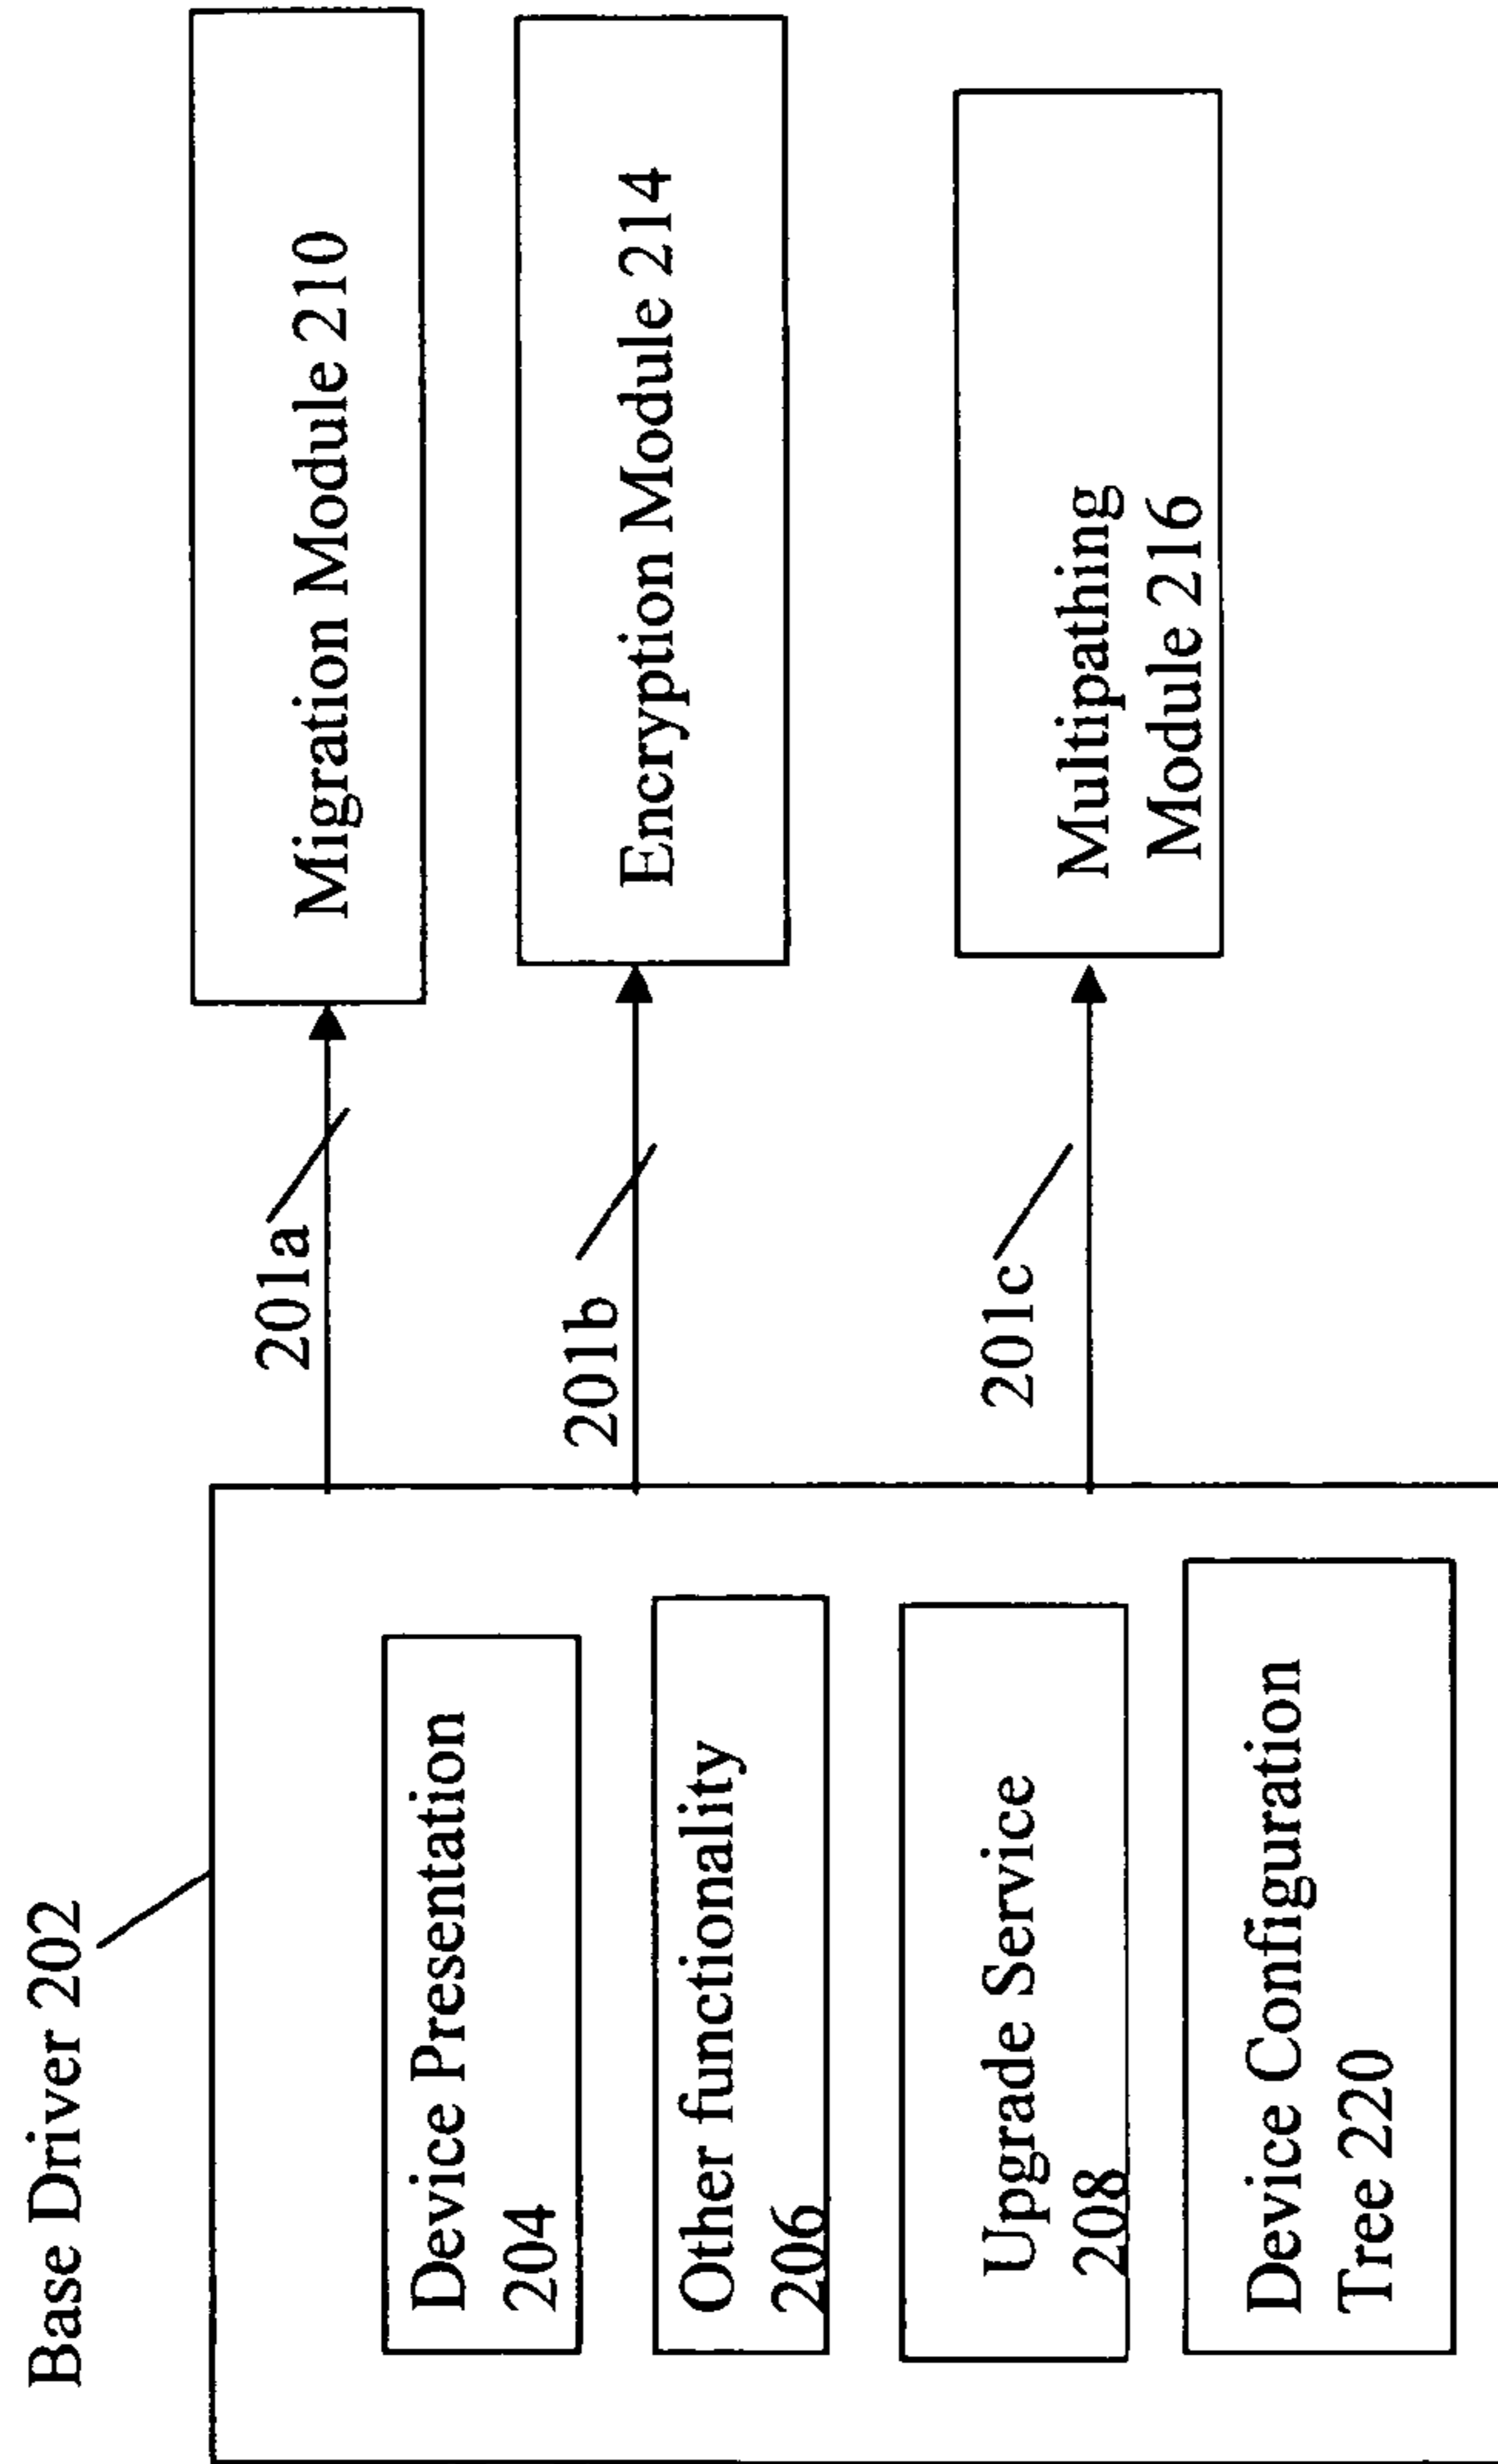 Base Driver 202
Device Presentation
204
Other functionality
206
Upgrade Service
208
Device Configuration
Tree 220
201a
201b
201c
Migration Module 210
Encryption Module 214
Multipathing
Module 216